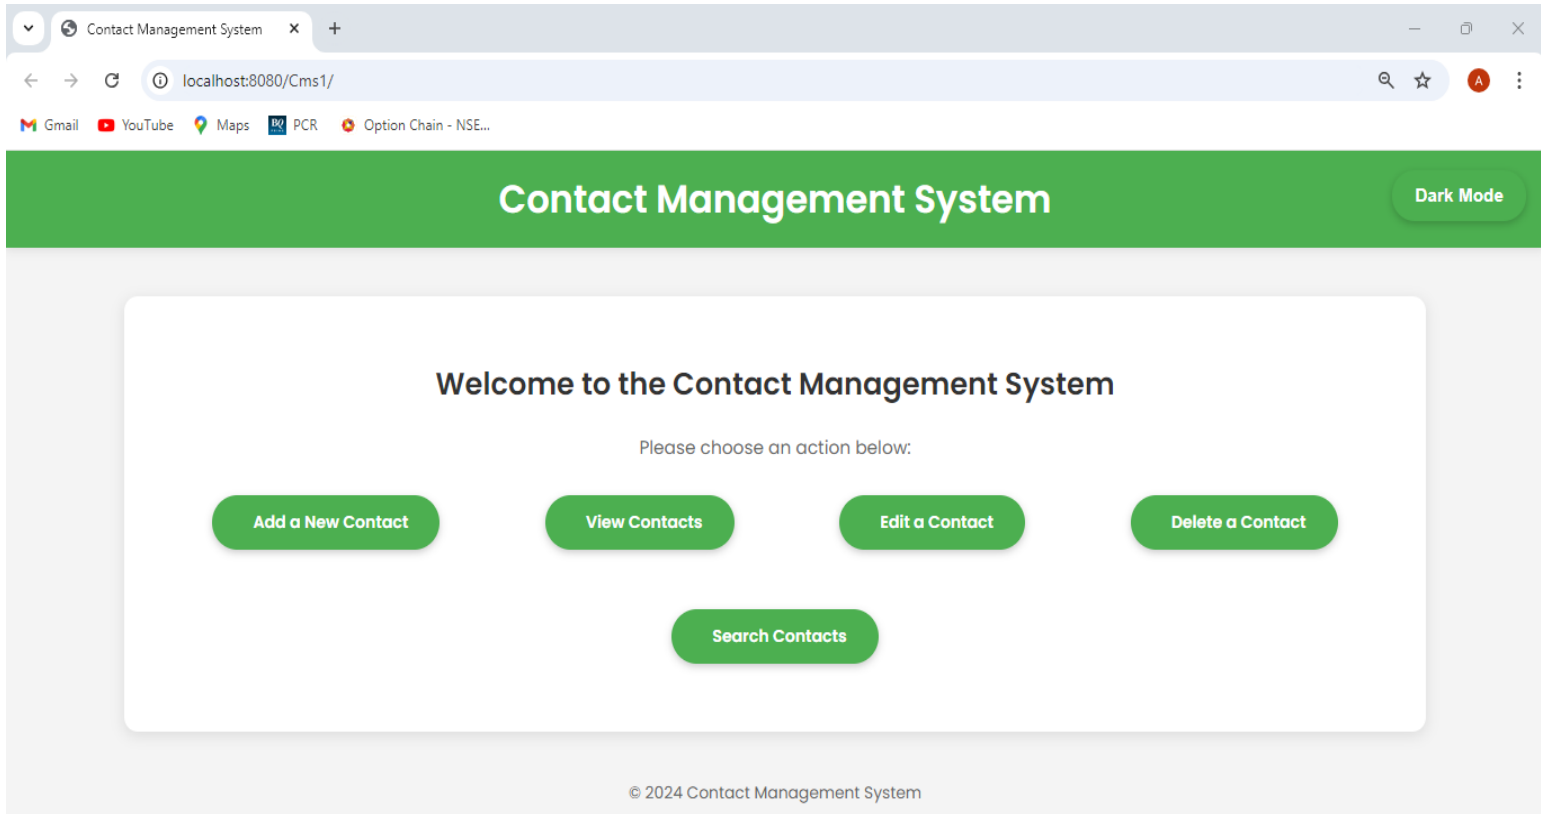 Contact Management System
localhost:8080/Cms1/
A
Gmail YouTube Maps BQ PCR Option Chain - NSE...
Contact Management System
Dark Mode
Welcome to the Contact Management System
Please choose an action below:
Add a New Contact View Contacts Edit a Contact Delete a Contact
Search Contacts
© 2024 Contact Management System